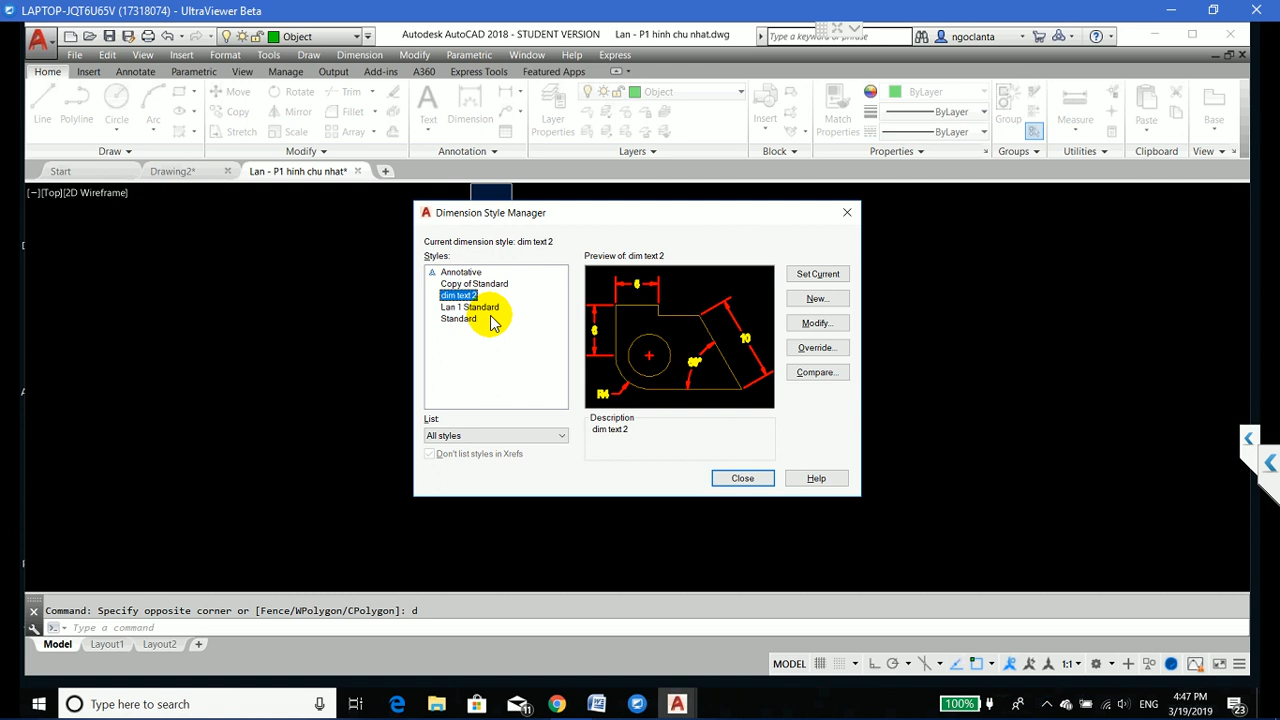 LAPTOP-JQT6U65V (17318074) - UltraViewer Beta
Object
Autodesk AutoCAD 2018 - STUDENT VERSION Lan - P1 hinh chu nhat.dwg
Type a keyword or phrase
ngoclanta
File Edit View Insert Format Tools Draw Dimension Modify Parametric Window Help Express
Home Insert Annotate Parametric View Manage Output Add-ins A360 Express Tools Featured Apps
Line Polyline Circle Arc
Move Rotate Trim
Copy Mirror Fillet
Stretch Scale Array
Text Dimension
Layer Properties
Object
Insert
Match Properties
ByLayer
ByLayer
ByLayer
Group
Measure
Paste
Base
Draw Modify Annotation Layers Block Properties Groups Utilities Clipboard View
Start Drawing2* Lan - P1 hinh chu nhat*
[−][Top][2D Wireframe]
Dimension Style Manager
Current dimension style: dim text 2
Styles:
Annotative
Copy of Standard
dim text 2
Lan 1 Standard
Standard
Preview of: dim text 2
Set Current
New...
Modify...
Override...
Compare...
List:
All styles
Don't list styles in Xrefs
Description
dim text 2
Close Help
Command: Specify opposite corner or [Fence/WPolygon/CPolygon]: d
Type a command
Model Layout1 Layout2
MODEL 1:1
Type here to search
11
100%
ENG
4:47 PM
3/19/2019
23